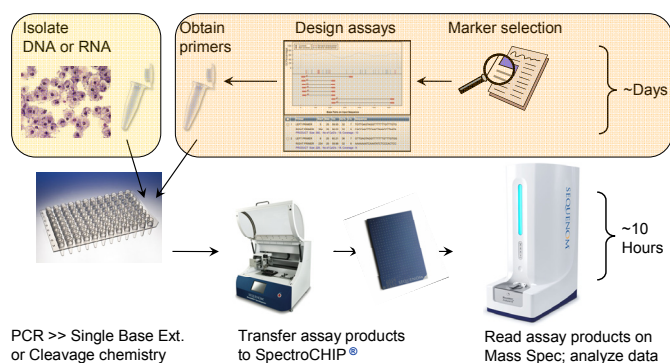 Isolate
DNA or RNA
Obtain
primers
Design assays
Marker selection
~Days
SEQUENOM
~10
Hours
PCR >> Single Base Ext.
or Cleavage chemistry
Transfer assay products
to SpectroCHIP ®
Read assay products on
Mass Spec; analyze data